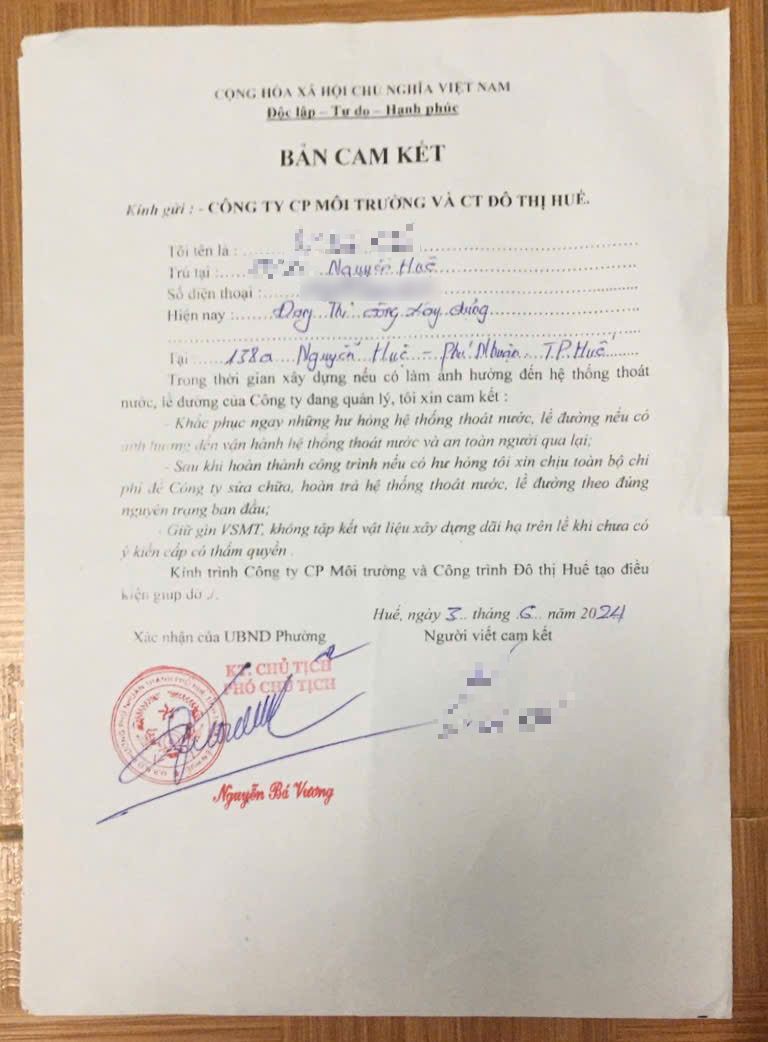 CỘNG HÒA XÃ HỘI CHỦ NGHĨA VIỆT NAM
Độc lập – Tự do – Hạnh phúc
BẢN CAM KẾT
Kính gửi : - CÔNG TY CP MÔI TRƯỜNG VÀ CT ĐÔ THỊ HUẾ.
Tôi tên là :
Trú tại : Nguyễn Huệ
Số điện thoại :
Hiện nay : Đang Thi công xây dựng
Tại 138a Nguyễn Huệ – Phú Nhuận – T.P. Huế
Trong thời gian xây dựng nếu có làm ảnh hưởng đến hệ thống thoát
nước, lề đường của Công ty đang quản lý, tôi xin cam kết :
- Khắc phục ngay những hư hỏng hệ thống thoát nước, lề đường nếu có
ảnh hưởng đến vận hành hệ thống thoát nước và an toàn người qua lại;
- Sau khi hoàn thành công trình nếu có hư hỏng tôi xin chịu toàn bộ chi
phí để Công ty sửa chữa, hoàn trả hệ thống thoát nước, lề đường theo đúng
nguyên trạng ban đầu;
- Giữ gìn VSMT, không tập kết vật liệu xây dựng dãi hạ trên lề khi chưa có
ý kiến cấp có thẩm quyền .
Kính trình Công ty CP Môi trường và Công trình Đô thị Huế tạo điều
kiện giúp đỡ ./.
Huế, ngày 3 tháng 6 năm 2024
Xác nhận của UBND Phường Người viết cam kết
KT. CHỦ TỊCH
PHÓ CHỦ TỊCH
Nguyễn Bá Vương